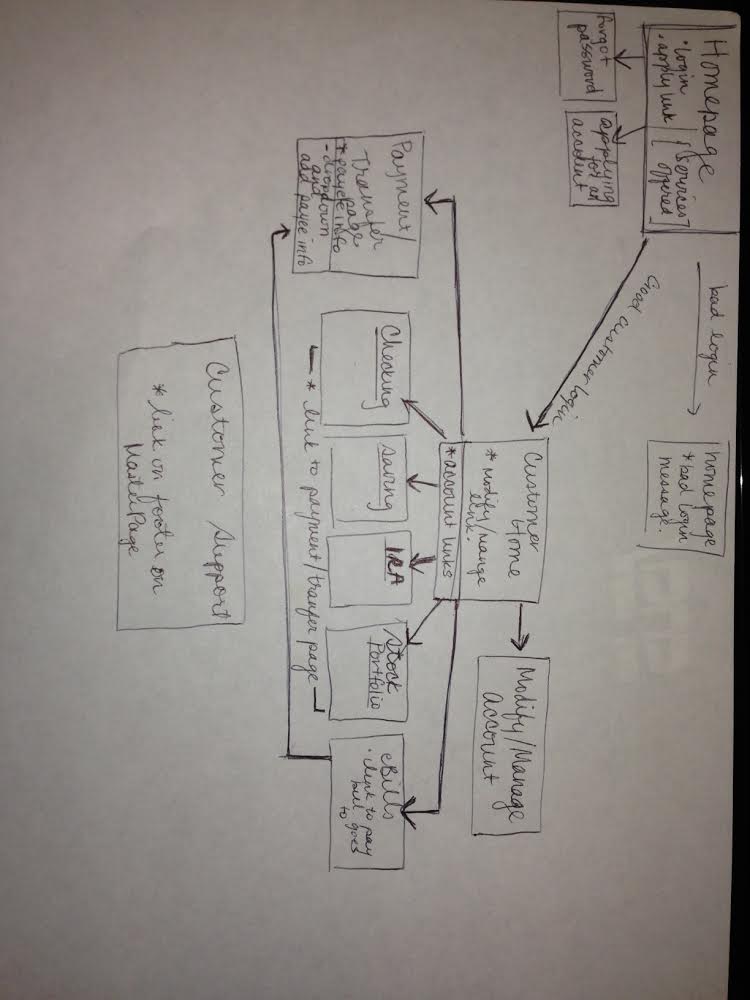 Homepage
• login
• apply link
[ Services
offered ]
forgot
password
applying
for an
account
bad login
homepage
* bad login
message.
customer login
Customer
Home
* modify/mange
link.
* account links
Modify/Manage
account
Payment/
Transfer
page
* payee info
- dropdown
and
add payee info
Checking
Saving
IRA
Stock
Portfolio
eBills
• link to pay
bill
to goes
* link to payment/tranfer page
Customer Support
* link on footer on
MasterPage